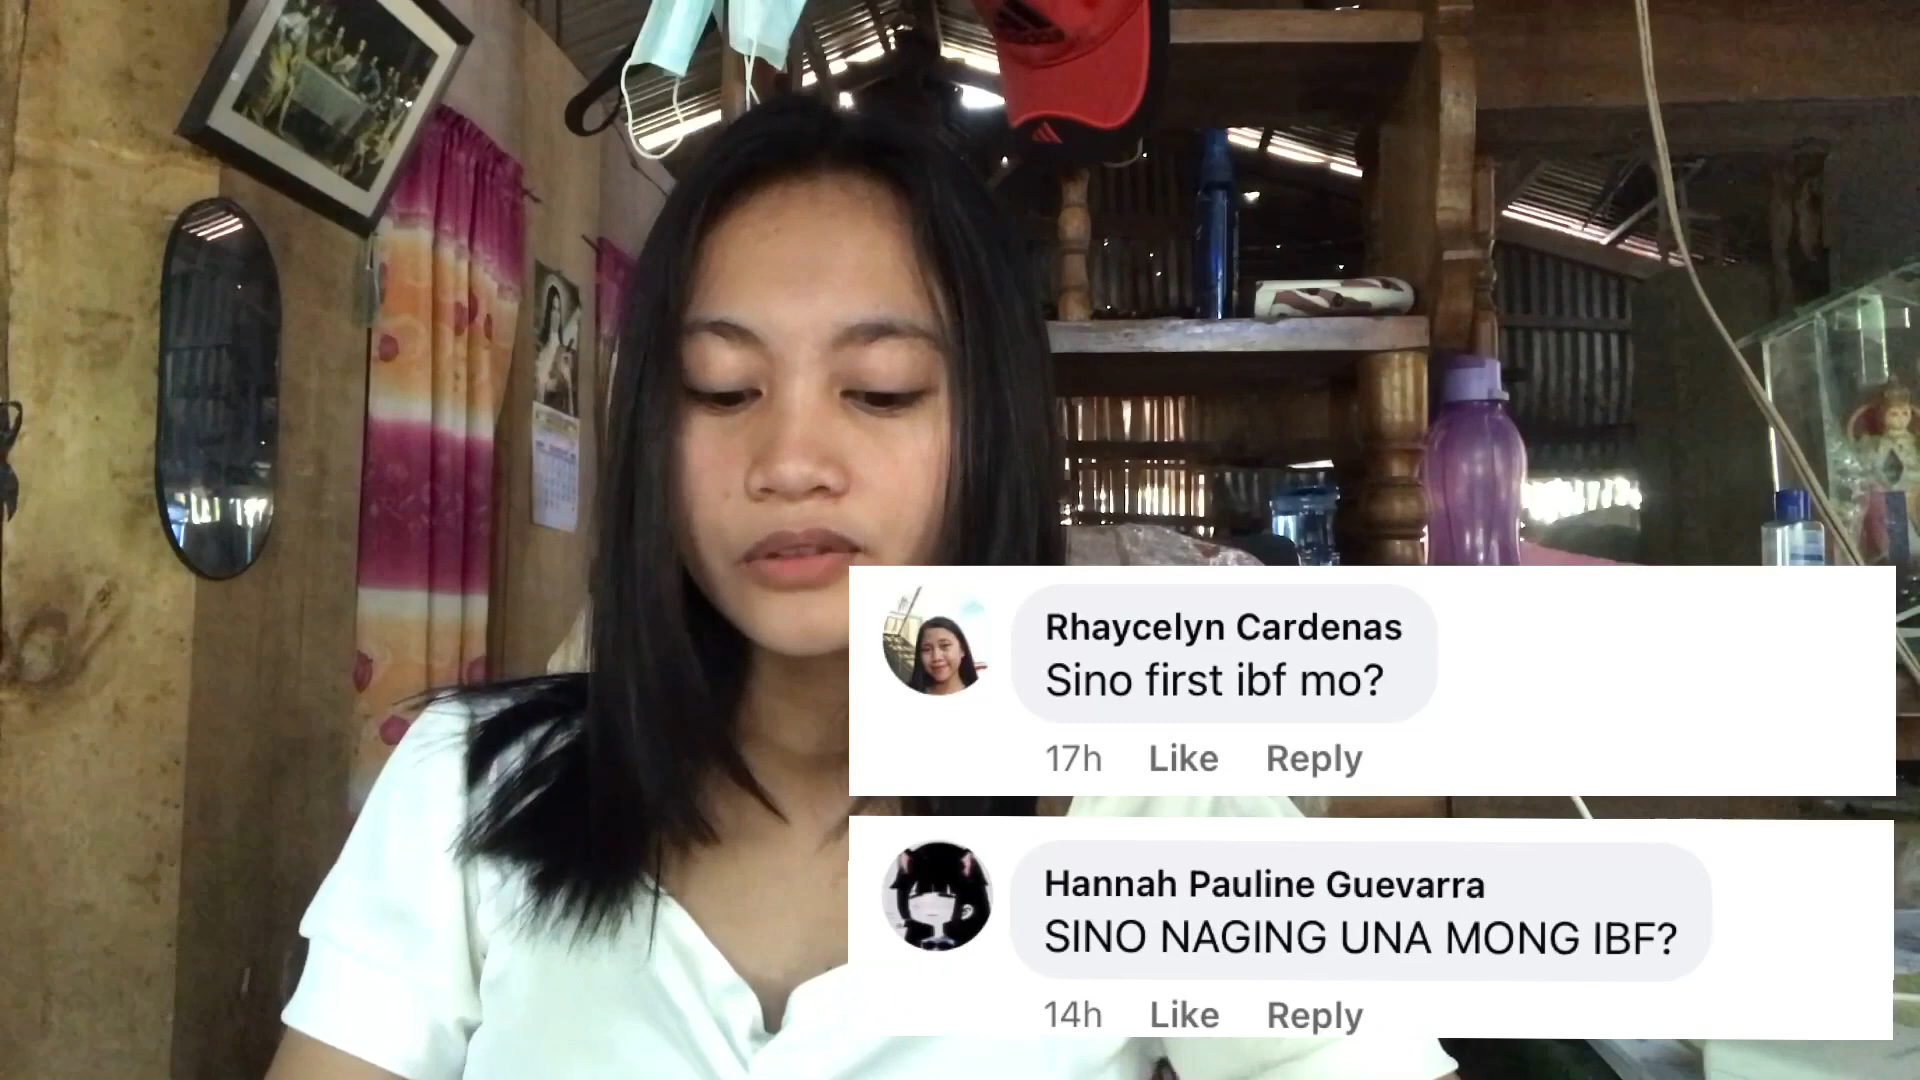 Rhaycelyn Cardenas
Sino first ibf mo?
17h Like Reply
Hannah Pauline Guevarra
SINO NAGING UNA MONG IBF?
14h Like Reply